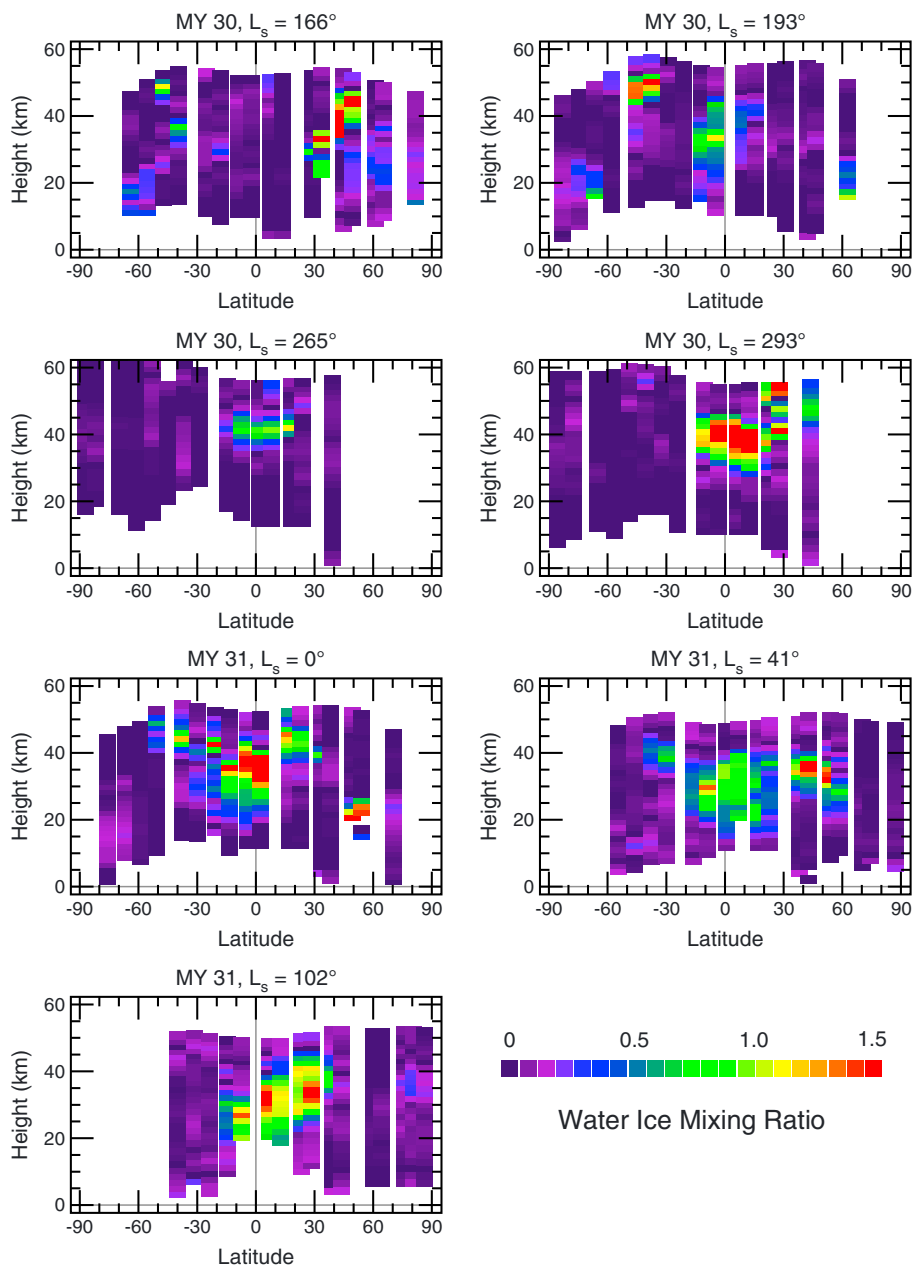 MY 30, Ls = 166°
60
40
20
0
Height (km)
-90 -60 -30 0 30 60 90
Latitude
MY 30, Ls = 193°
60
40
20
0
Height (km)
-90 -60 -30 0 30 60 90
Latitude
MY 30, Ls = 265°
60
40
20
0
Height (km)
-90 -60 -30 0 30 60 90
Latitude
MY 30, Ls = 293°
60
40
20
0
Height (km)
-90 -60 -30 0 30 60 90
Latitude
MY 31, Ls = 0°
60
40
20
0
Height (km)
-90 -60 -30 0 30 60 90
Latitude
MY 31, Ls = 41°
60
40
20
0
Height (km)
-90 -60 -30 0 30 60 90
Latitude
MY 31, Ls = 102°
60
40
20
0
Height (km)
-90 -60 -30 0 30 60 90
Latitude
0 0.5 1.0 1.5
Water Ice Mixing Ratio